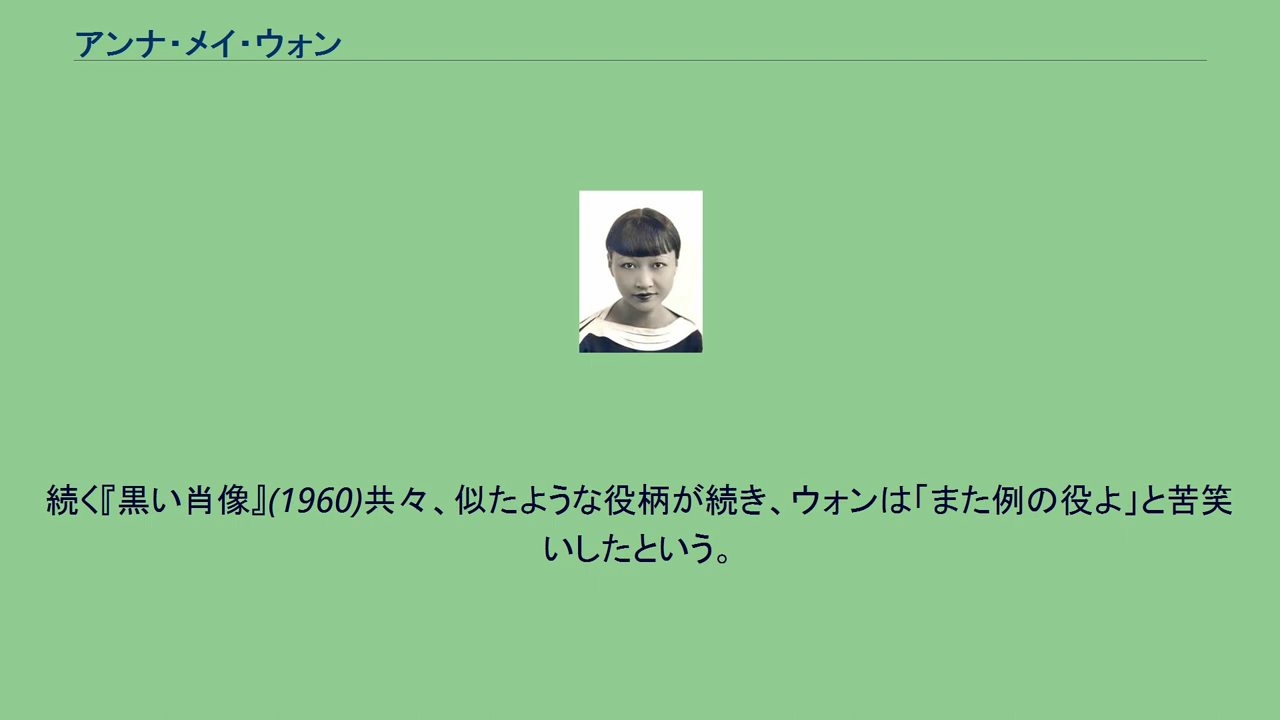 アンナ・メイ・ウォン
続く『黒い肖像』(1960)共々、似たような役柄が続き、ウォンは「また例の役よ」と苦笑
いしたという。